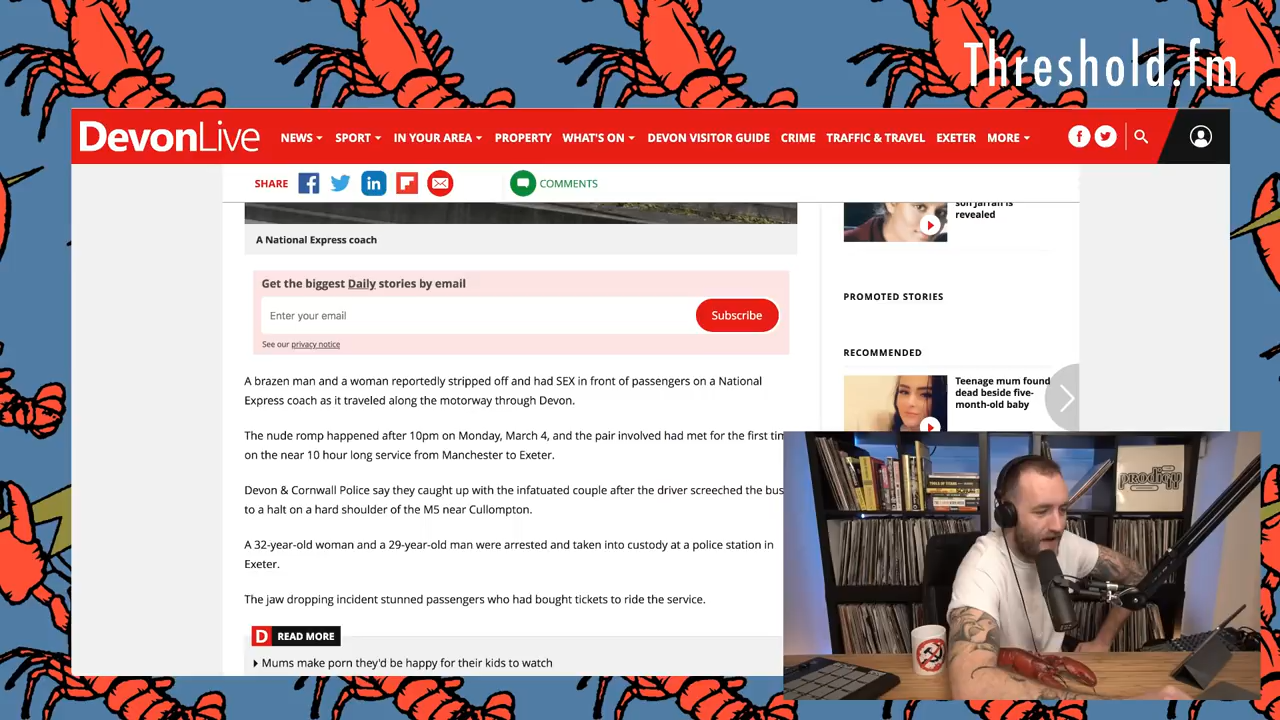 Threshold.fm
DevonLive
NEWS
SPORT
IN YOUR AREA
PROPERTY
WHAT'S ON
DEVON VISITOR GUIDE
CRIME
TRAFFIC & TRAVEL
EXETER
MORE
SHARE
COMMENTS
son Jarran is
revealed
A National Express coach
Get the biggest Daily stories by email
Enter your email
Subscribe
See our privacy notice
PROMOTED STORIES
RECOMMENDED
Teenage mum found
dead beside five-
month-old baby
A brazen man and a woman reportedly stripped off and had SEX in front of passengers on a National
Express coach as it traveled along the motorway through Devon.
The nude romp happened after 10pm on Monday, March 4, and the pair involved had met for the first
on the near 10 hour long service from Manchester to Exeter.
Devon & Cornwall Police say they caught up with the infatuated couple after the driver screeched the bus
to a halt on a hard shoulder of the M5 near Cullompton.
A 32-year-old woman and a 29-year-old man were arrested and taken into custody at a police station in
Exeter.
The jaw dropping incident stunned passengers who had bought tickets to ride the service.
D READ MORE
Mums make porn they'd be happy for their kids to watch
prodigy